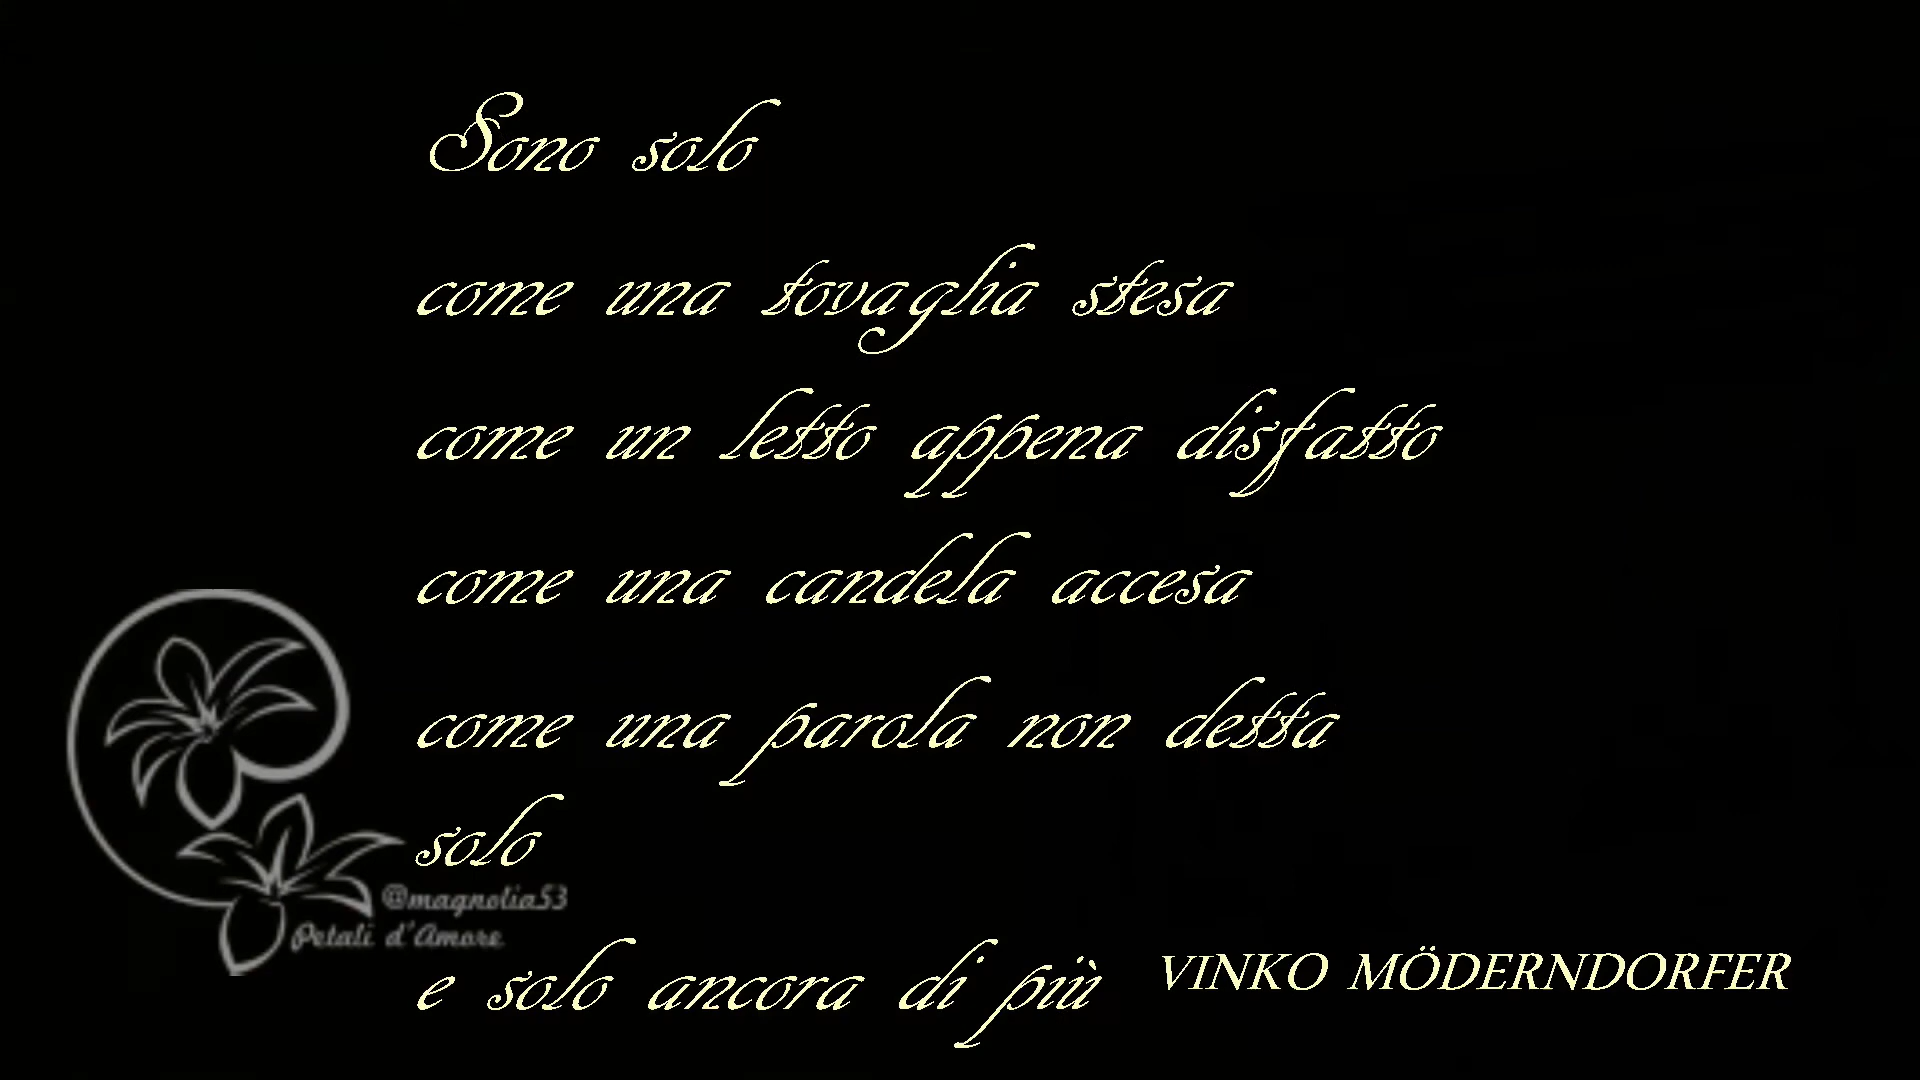 Sono solo
come una tovaglia stesa
come un letto appena disfatto
come una candela accesa
come una parola non detta
solo
@magnolia53
Petali d'Amore
e solo ancora di più
VINKO MÖDERNDORFER